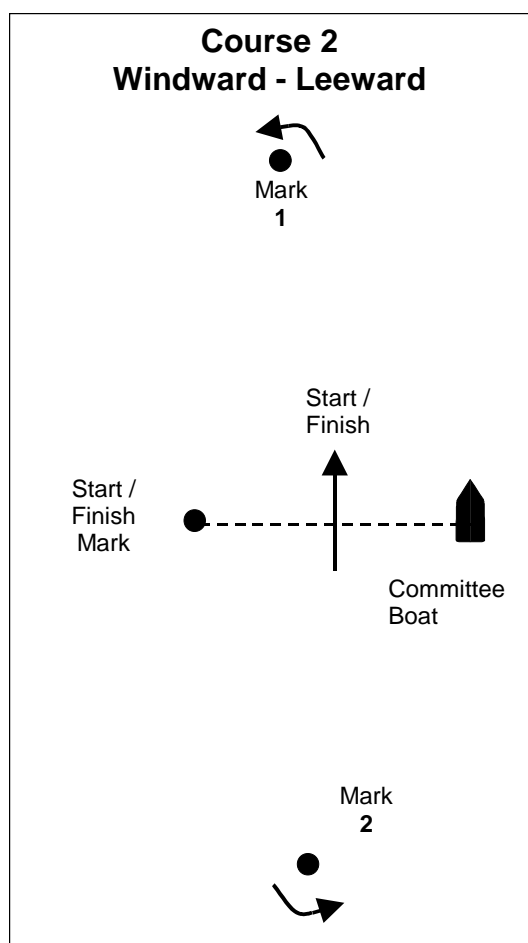 Course 2
Windward - Leeward
Mark
1
Start /
Finish
Start /
Finish
Mark
Committee
Boat
Mark
2